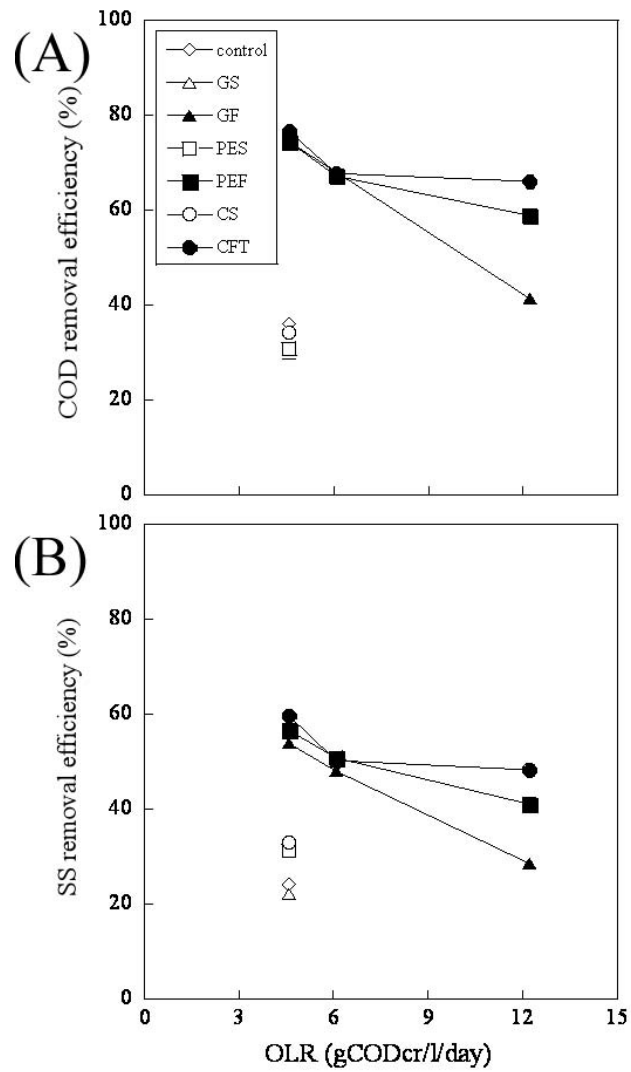 (A)
100
80
60
40
20
0
COD removal efficiency (%)
control
GS
GF
PES
PEF
CS
CFT
(B)
100
80
60
40
20
0
SS removal efficiency (%)
0 3 6 9 12 15
OLR (gCODcr/l/day)